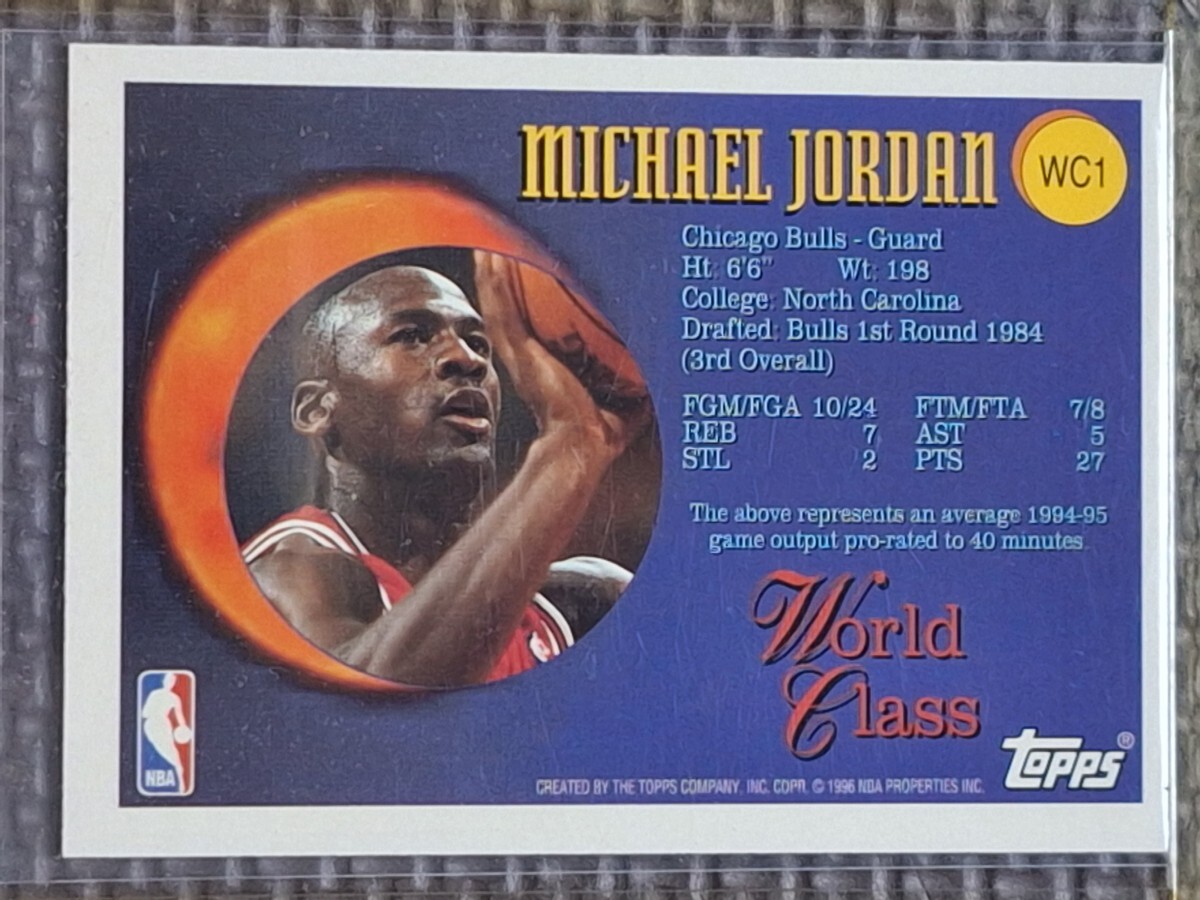 MICHAEL JORDAN WC1
Chicago Bulls - Guard
Ht: 6'6" Wt: 198
College: North Carolina
Drafted: Bulls 1st Round 1984
(3rd Overall)
FGM/FGA 10/24 FTM/FTA 7/8
REB 7 AST 5
STL 2 PTS 27
The above represents an average 1994-95
game output pro-rated to 40 minutes
World
Class
NBA
TOPPS®
CREATED BY THE TOPPS COMPANY, INC. COPR. © 1996 NBA PROPERTIES INC.